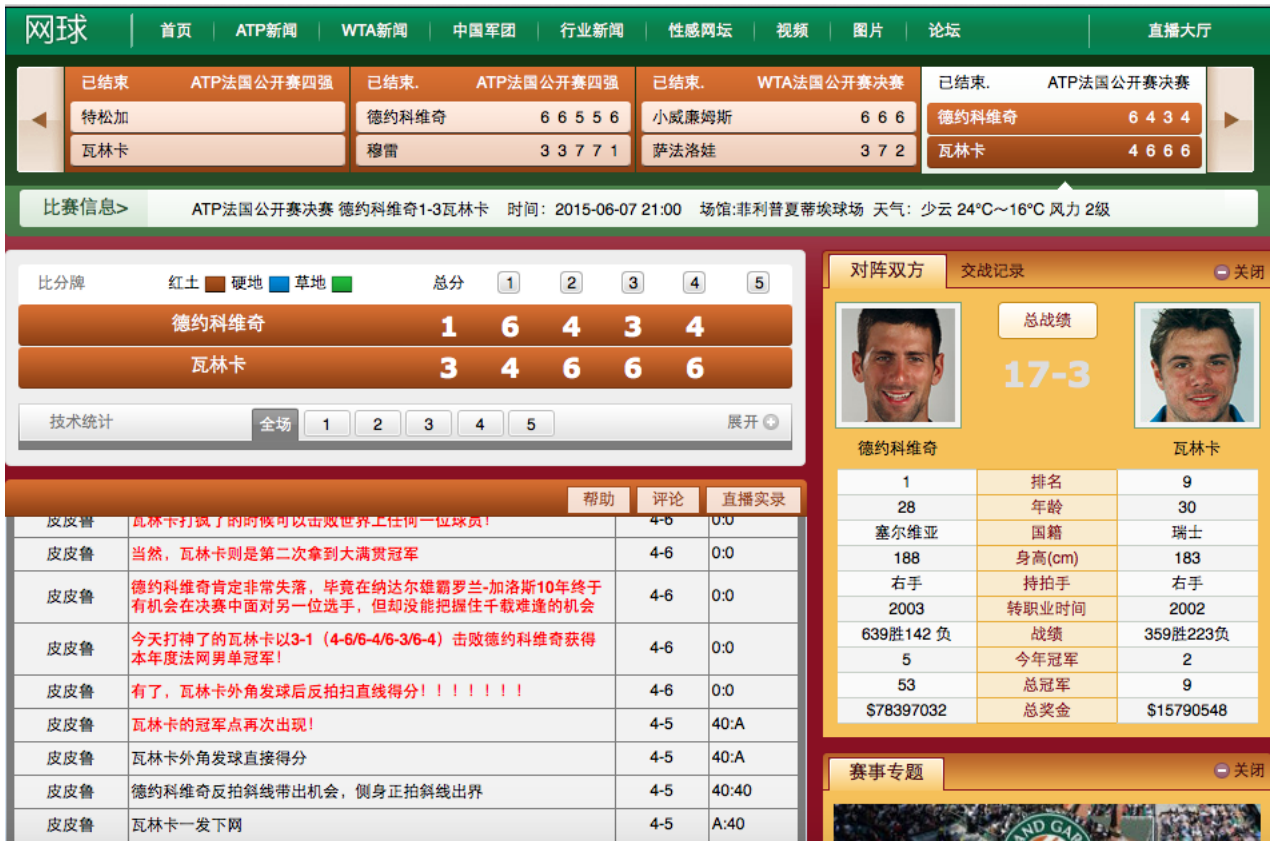 网球 首页 ATP新闻 WTA新闻 中国军团 行业新闻 性感网坛 视频 图片 论坛 直播大厅
已结束 ATP法国公开赛四强
特松加
瓦林卡
已结束. ATP法国公开赛四强
德约科维奇 6 6 5 5 6
穆雷 3 3 7 7 1
已结束. WTA法国公开赛决赛
小威廉姆斯 6 6 6
萨法洛娃 3 7 2
已结束. ATP法国公开赛决赛
德约科维奇 6 4 3 4
瓦林卡 4 6 6 6
比赛信息> ATP法国公开赛决赛 德约科维奇1-3瓦林卡 时间：2015-06-07 21:00 场馆:菲利普夏蒂埃球场 天气：少云 24°C～16°C 风力 2级
比分牌 红土 硬地 草地 总分 1 2 3 4 5
德约科维奇 1 6 4 3 4
瓦林卡 3 4 6 6 6
技术统计 全场 1 2 3 4 5 展开
帮助 评论 直播实录
皮皮鲁 瓦林卡打疯了的时候可以击败世界上任何一位球员！ 4-6 0:0
皮皮鲁 当然，瓦林卡则是第二次拿到大满贯冠军 4-6 0:0
皮皮鲁 德约科维奇肯定非常失落，毕竟在纳达尔雄霸罗兰-加洛斯10年终于
有机会在决赛中面对另一位选手，但却没能把握住千载难逢的机会 4-6 0:0
皮皮鲁 今天打神了的瓦林卡以3-1（4-6/6-4/6-3/6-4）击败德约科维奇获得
本年度法网男单冠军！ 4-6 0:0
皮皮鲁 有了，瓦林卡外角发球后反拍扫直线得分！！！！！！！ 4-6 0:0
皮皮鲁 瓦林卡的冠军点再次出现！ 4-5 40:A
皮皮鲁 瓦林卡外角发球直接得分 4-5 40:A
皮皮鲁 德约科维奇反拍斜线带出机会，侧身正拍斜线出界 4-5 40:40
皮皮鲁 瓦林卡一发下网 4-5 A:40
对阵双方 交战记录 关闭
总战绩
17-3
德约科维奇 瓦林卡
1 排名 9
28 年龄 30
塞尔维亚 国籍 瑞士
188 身高(cm) 183
右手 持拍手 右手
2003 转职业时间 2002
639胜142 负 战绩 359胜223负
5 今年冠军 2
53 总冠军 9
$78397032 总奖金 $15790548
赛事专题 关闭
AND GAR